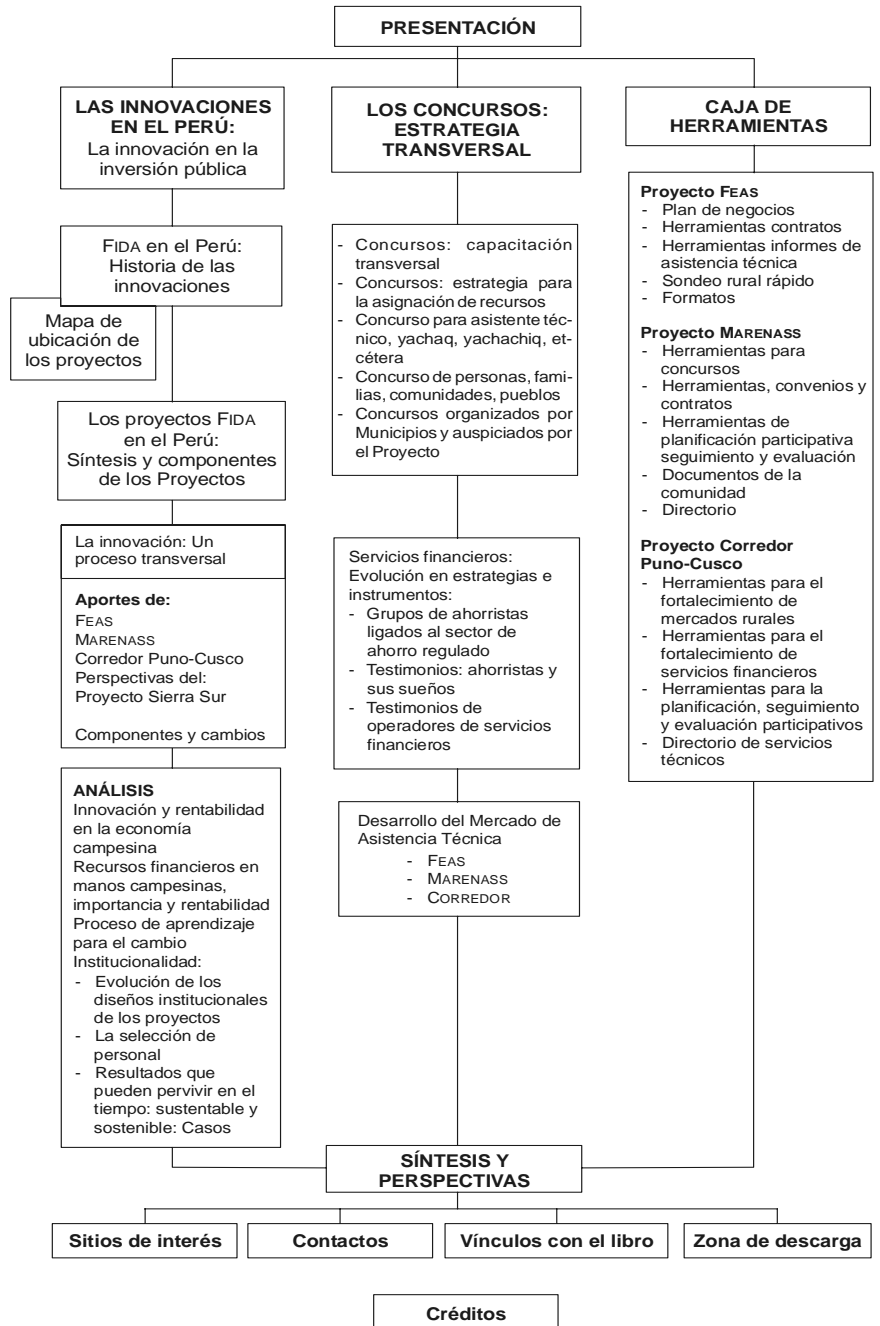 PRESENTACIÓN
LAS INNOVACIONES
EN EL PERÚ:
La innovación en la
inversión pública
FIDA en el Perú:
Historia de las
innovaciones
Mapa de
ubicación de
los proyectos
Los proyectos FIDA
en el Perú:
Síntesis y componentes
de los Proyectos
La innovación: Un
proceso transversal
Aportes de:
FEAS
MARENASS
Corredor Puno-Cusco
Perspectivas del:
Proyecto Sierra Sur
Componentes y cambios
ANÁLISIS
Innovación y rentabilidad
en la economía
campesina
Recursos financieros en
manos campesinas,
importancia y rentabilidad
Proceso de aprendizaje
para el cambio
Institucionalidad:
- Evolución de los
diseños institucionales
de los proyectos
- La selección de
personal
- Resultados que
pueden pervivir en el
tiempo: sustentable y
sostenible: Casos
LOS CONCURSOS:
ESTRATEGIA
TRANSVERSAL
- Concursos: capacitación
transversal
- Concursos: estrategia para
la asignación de recursos
- Concurso para asistente téc-
nico, yachaq, yachachiq, et-
cétera
- Concurso de personas, fami-
lias, comunidades, pueblos
- Concursos organizados por
Municipios y auspiciados por
el Proyecto
Servicios financieros:
Evolución en estrategias e
instrumentos:
- Grupos de ahorristas
ligados al sector de
ahorro regulado
- Testimonios: ahorristas y
sus sueños
- Testimonios de
operadores de servicios
financieros
Desarrollo del Mercado de
Asistencia Técnica
- FEAS
- MARENASS
- CORREDOR
CAJA DE
HERRAMIENTAS
Proyecto FEAS
- Plan de negocios
- Herramientas contratos
- Herramientas informes de
asistencia técnica
- Sondeo rural rápido
- Formatos
Proyecto MARENASS
- Herramientas para
concursos
- Herramientas, convenios y
contratos
- Herramientas de
planificación participativa
seguimiento y evaluación
- Documentos de la
comunidad
- Directorio
Proyecto Corredor
Puno-Cusco
- Herramientas para el
fortalecimiento de
mercados rurales
- Herramientas para el
fortalecimiento de
servicios financieros
- Herramientas para la
planificación, seguimiento
y evaluación participativos
- Directorio de servicios
técnicos
SÍNTESIS Y
PERSPECTIVAS
Sitios de interés
Contactos
Vínculos con el libro
Zona de descarga
Créditos